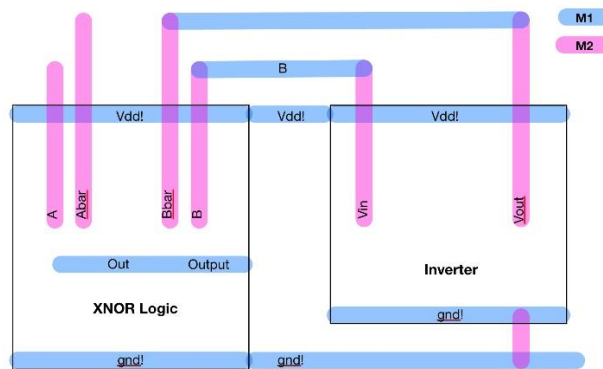 M1
M2
B
Vdd!
Vdd!
Vdd!
A
Abar
Bbar
B
Vin
Vout
Out
Output
Inverter
XNOR Logic
gnd!
gnd!
gnd!